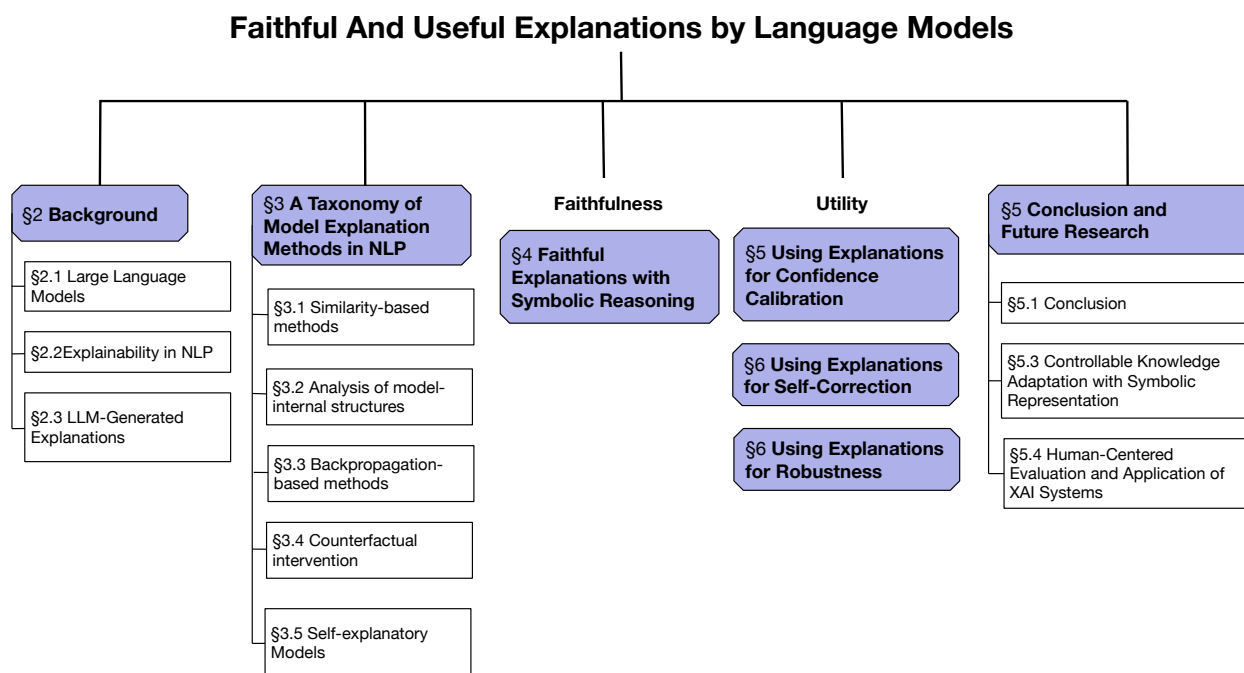 Faithful And Useful Explanations by Language Models
§2 Background
§2.1 Large Language
Models
§2.2Explainability in NLP
§2.3 LLM-Generated
Explanations
§3 A Taxonomy of
Model Explanation
Methods in NLP
§3.1 Similarity-based
methods
§3.2 Analysis of model-
internal structures
§3.3 Backpropagation-
based methods
§3.4 Counterfactual
intervention
§3.5 Self-explanatory
Models
Faithfulness
§4 Faithful
Explanations with
Symbolic Reasoning
Utility
§5 Using Explanations
for Confidence
Calibration
§6 Using Explanations
for Self-Correction
§6 Using Explanations
for Robustness
§5 Conclusion and
Future Research
§5.1 Conclusion
§5.3 Controllable Knowledge
Adaptation with Symbolic
Representation
§5.4 Human-Centered
Evaluation and Application of
XAI Systems